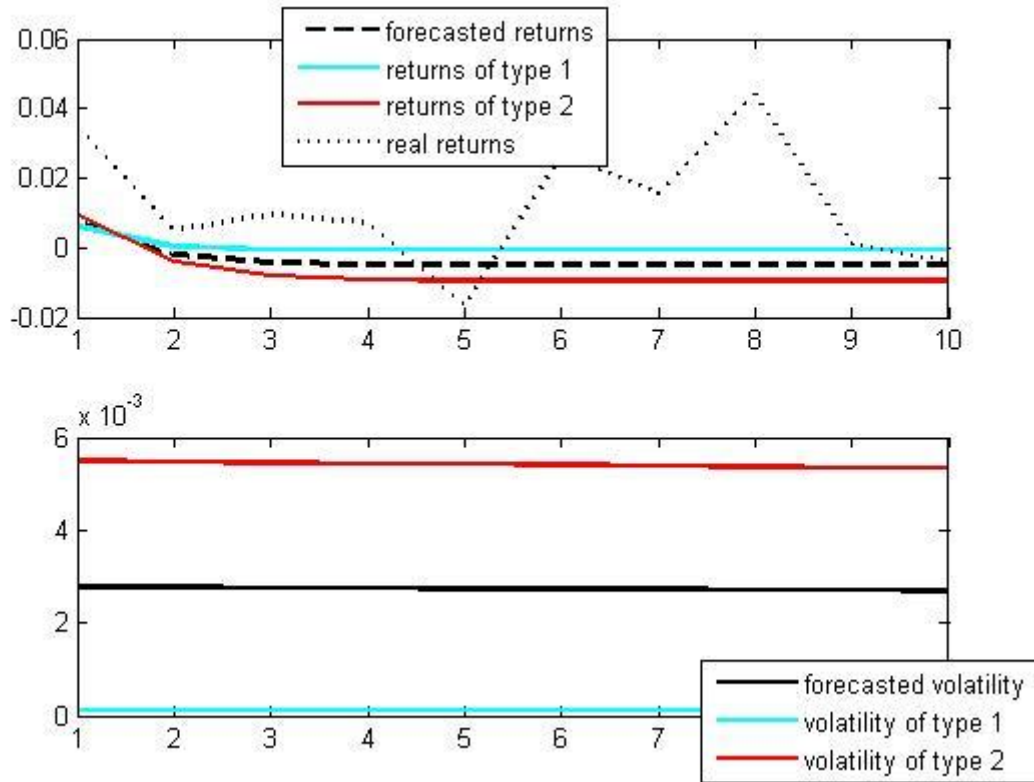 forecasted returns
returns of type 1
returns of type 2
real returns
0.06
0.04
0.02
0
-0.02
1 2 3 4 5 6 7 8 9 10
x 10⁻³
6
4
2
0
1 2 3 4 5 6 7
forecasted volatility
volatility of type 1
volatility of type 2